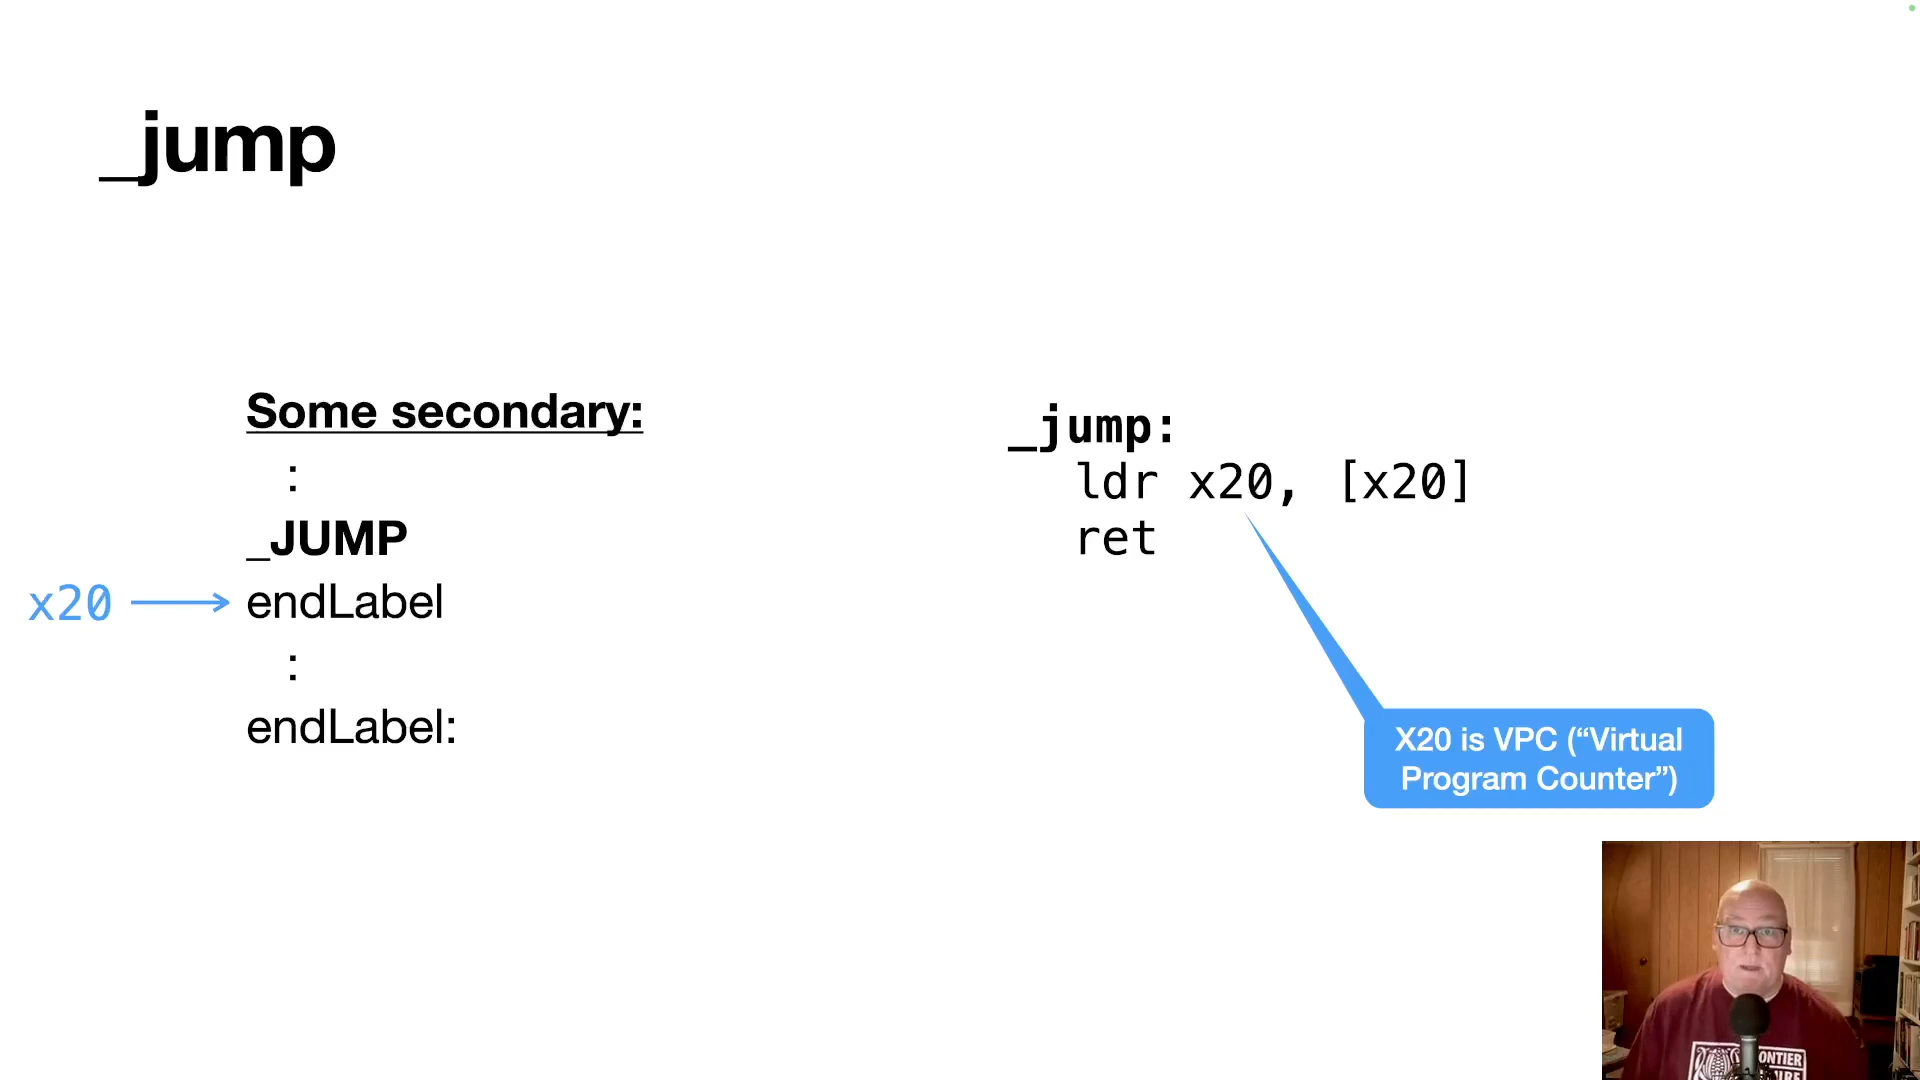 _jump
Some secondary:
:
_JUMP
x20 → endLabel
:
endLabel:
_jump:
ldr x20, [x20]
ret
X20 is VPC (“Virtual
Program Counter”)